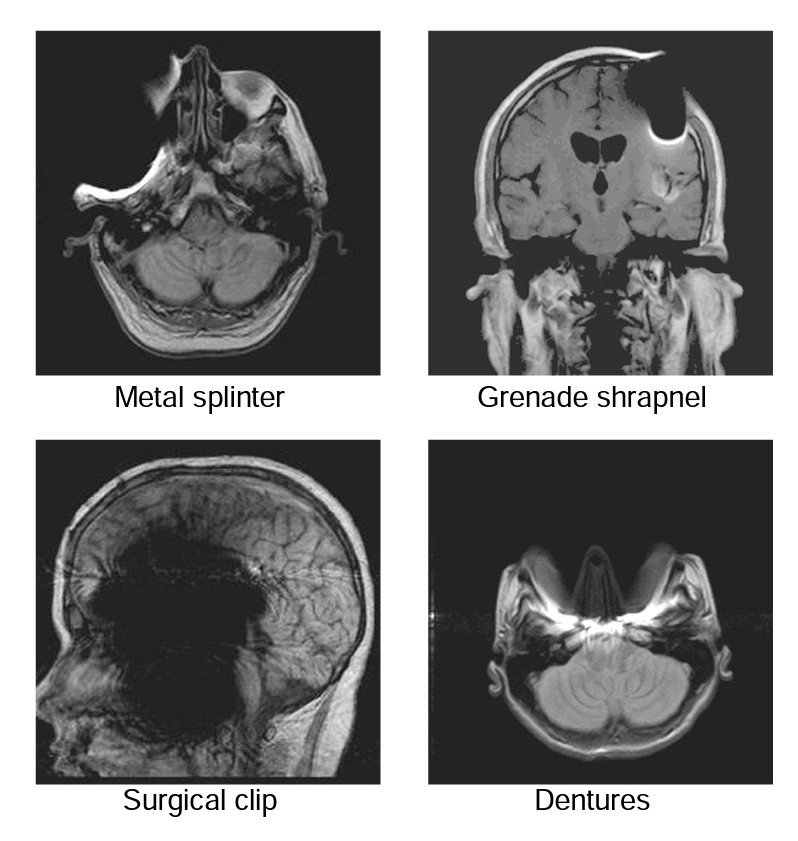 Metal splinter
Grenade shrapnel
Surgical clip
Dentures